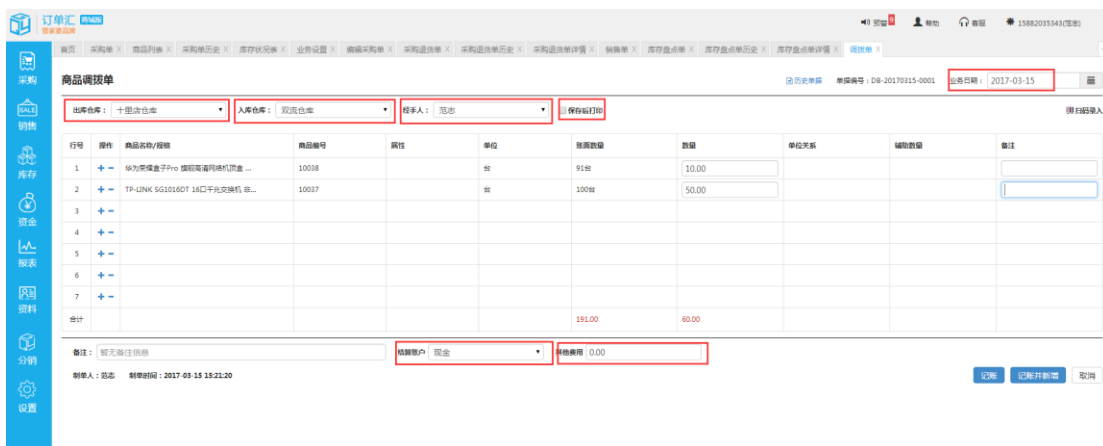 订单汇 商城版
管家婆品牌
预警 9 帮助 客服 15882035343(范志)
首页 采购单 X 商品列表 X 采购单历史 X 库存状况表 X 业务设置 X 编辑采购单 X 采购退货单 X 采购退货单历史 X 采购退货单详情 X 销售单 X 库存盘点单 X 库存盘点单历史 X 库存盘点单详情 X 调拨单 X
采购
SALE
销售
库存
资金
报表
资料
分销
设置
商品调拨单
历史单据 单据编号:DB-20170315-0001 业务日期: 2017-03-15
出库仓库: 十里店仓库 入库仓库: 双流仓库 经手人: 范志 保存后打印 扫码录入
行号 操作 商品名称/规格 商品编号 属性 单位 账面数量 数量 单位关系 辅助数量 备注
1 + − 华为荣耀盒子Pro 旗舰高清网络机顶盒 ... 10038 台 91台 10.00
2 + − TP-LINK SG1016DT 16口千兆交换机 非... 10037 台 100台 50.00
3 + −
4 + −
5 + −
6 + −
7 + −
合计 191.00 60.00
备注: 暂无备注信息 结算账户 现金 其他费用 0.00
制单人:范志 制单时间:2017-03-15 15:21:20
记账 记账并新增 取消